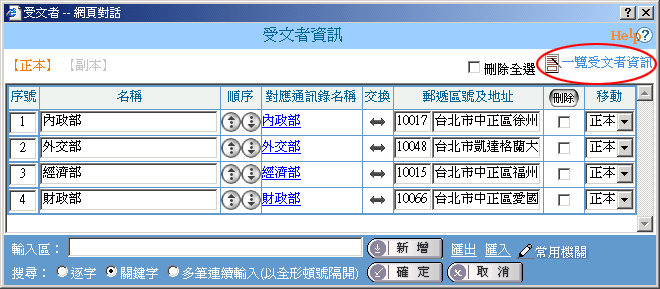 受文者 -- 網頁對話
受文者資訊 Help
【正本】 【副本】 刪除全選 一覽受文者資訊
序號 名稱 順序 對應通訊錄名稱 交換 郵遞區號及地址 刪除 移動
1 內政部 內政部 10017 台北市中正區徐州 正本
2 外交部 外交部 10048 台北市凱達格蘭大 正本
3 經濟部 經濟部 10015 台北市中正區福州 正本
4 財政部 財政部 10066 台北市中正區愛國 正本
輸入區： 新增 匯出 匯入 常用機關
搜尋： 逐字 關鍵字 多筆連續輸入(以全形頓號隔開) 確定 取消